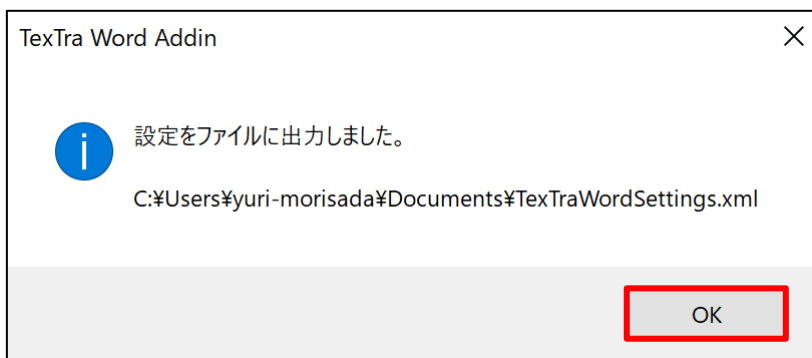 TexTra Word Addin
設定をファイルに出力しました。
C:¥Users¥yuri-morisada¥Documents¥TexTraWordSettings.xml
OK